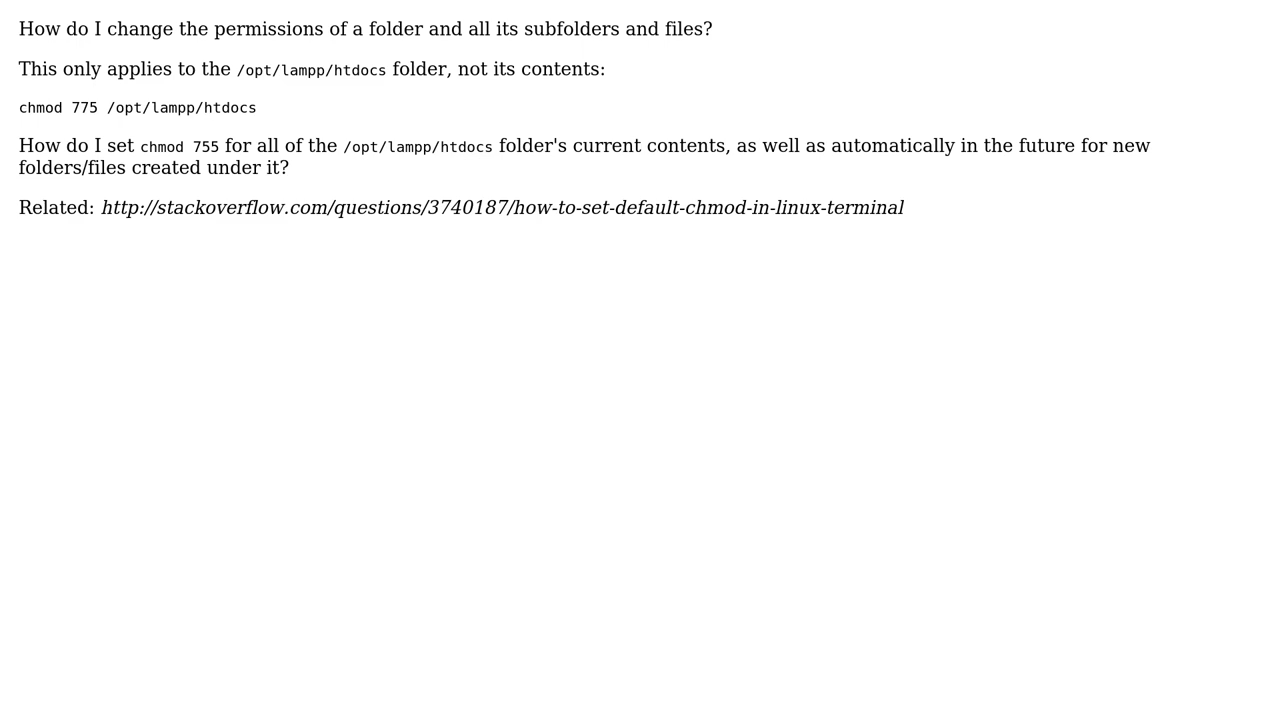 How do I change the permissions of a folder and all its subfolders and files?
This only applies to the /opt/lampp/htdocs folder, not its contents:
chmod 775 /opt/lampp/htdocs
How do I set chmod 755 for all of the /opt/lampp/htdocs folder's current contents, as well as automatically in the future for new
folders/files created under it?
Related: http://stackoverflow.com/questions/3740187/how-to-set-default-chmod-in-linux-terminal